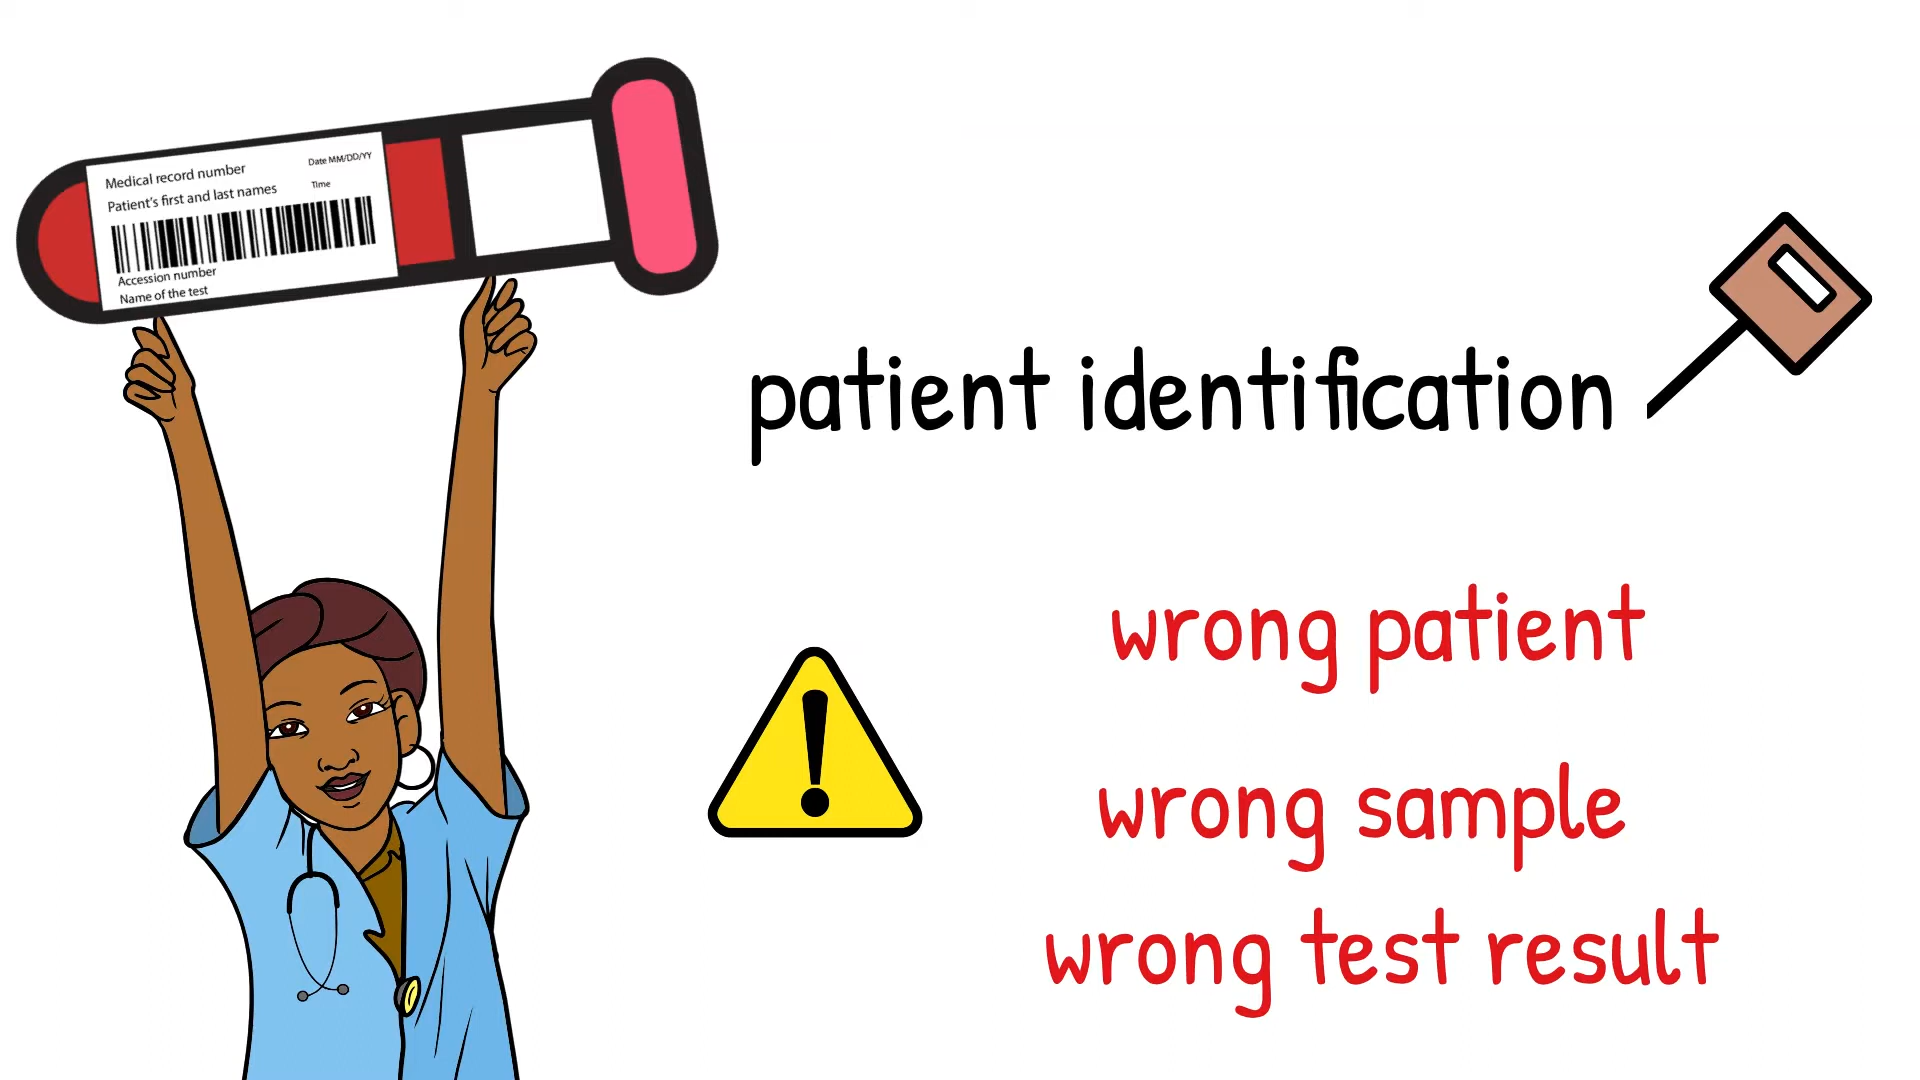 Medical record number
Date MM/DD/YY
Patient's first and last names
Time
Accession number
Name of the test
patient identification
!
wrong patient
wrong sample
wrong test result